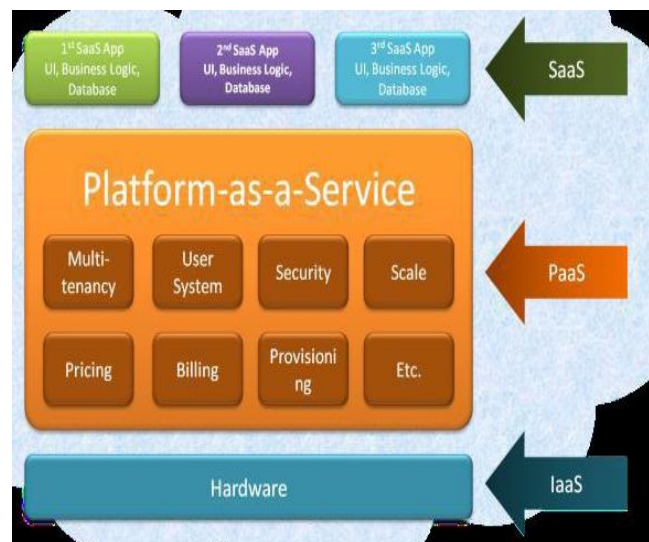 1st SaaS App
UI, Business Logic,
Database
2nd SaaS App
UI, Business Logic,
Database
3rd SaaS App
UI, Business Logic,
Database
SaaS
Platform-as-a-Service
Multi-
tenancy
User
System
Security
Scale
PaaS
Pricing
Billing
Provisioni
ng
Etc.
Hardware
IaaS